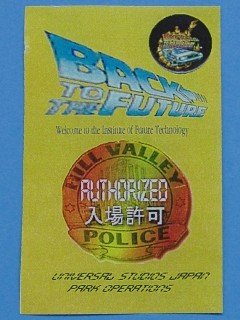 BACK
TO THE
FUTURE
Welcome to the Institute of Future Technology
HILL VALLEY
AUTHORIZED
入場許可
POLICE
UNIVERSAL STUDIOS JAPAN
PARK OPERATIONS